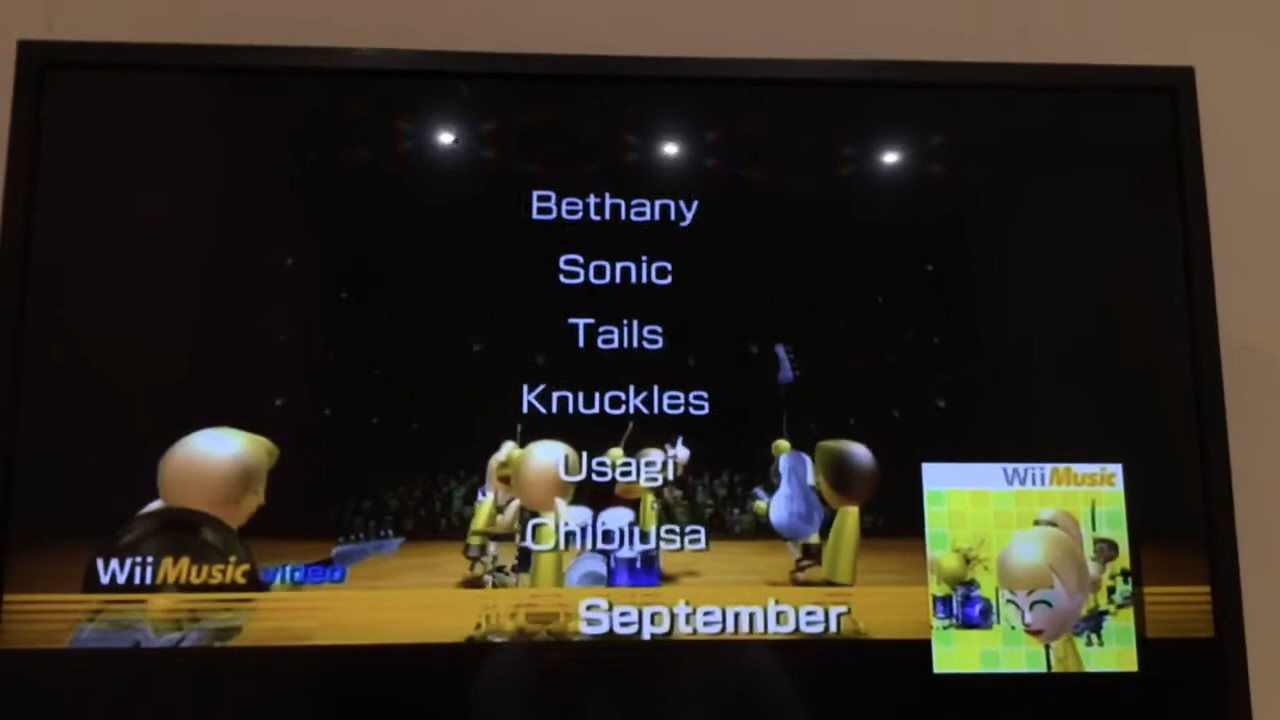 Bethany
Sonic
Tails
Knuckles
Usagi
Chibiusa
Wii Music video
September
Wii Music